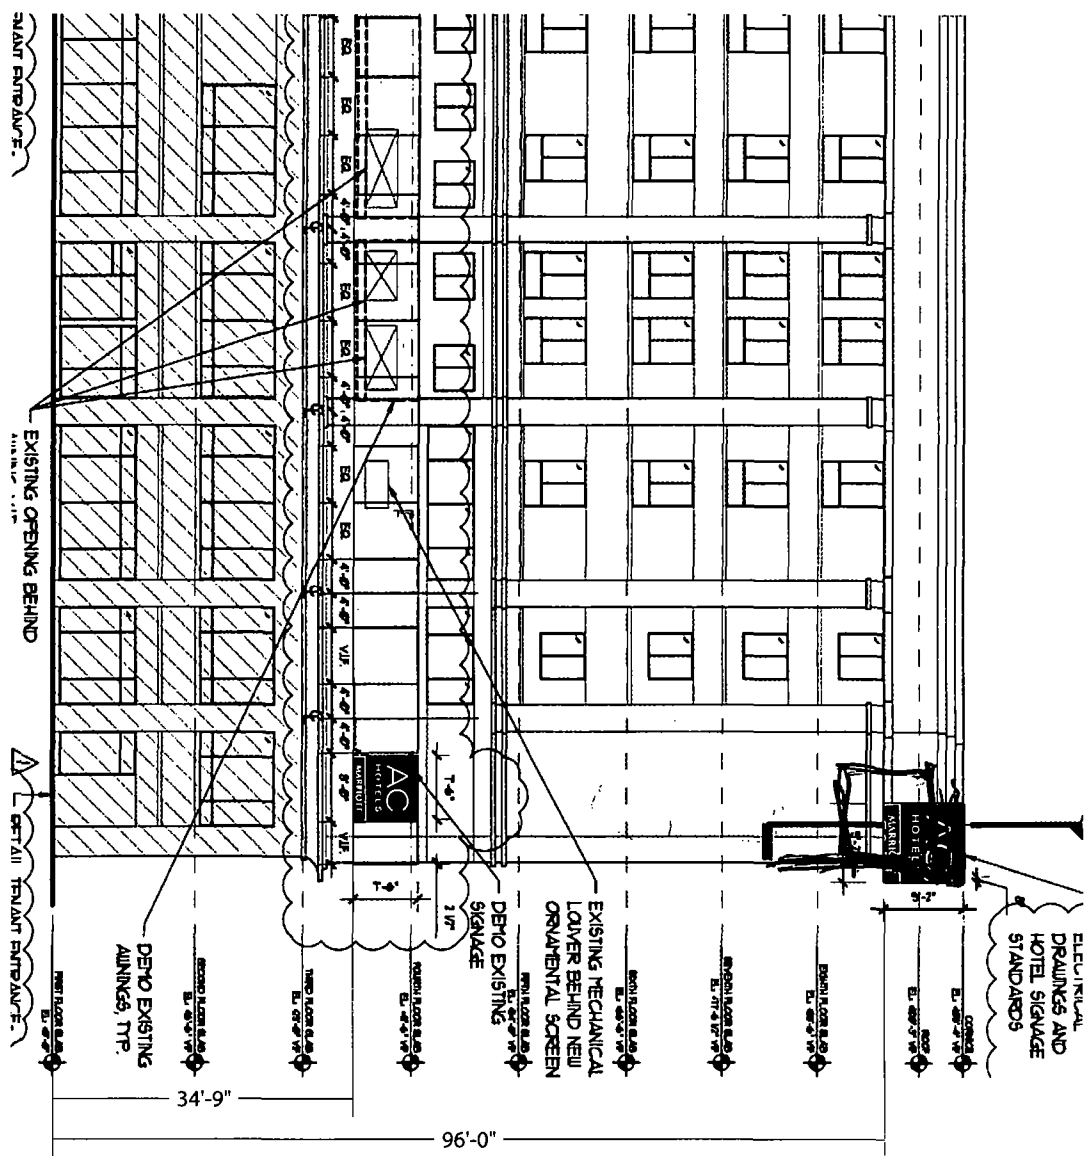 ELECTRICAL
DRAWINGS AND
HOTEL SIGNAGE
STANDARDS
9'-2"
AC
HOTEL
MARRIOTT
CORNICE
ROOF
EIGHTH FLOOR SLAB
SEVENTH FLOOR SLAB
SIXTH FLOOR SLAB
FIFTH FLOOR SLAB
FOURTH FLOOR SLAB
THIRD FLOOR SLAB
SECOND FLOOR SLAB
FIRST FLOOR SLAB
EXISTING MECHANICAL
LOUVER BEHIND NEW
ORNAMENTAL SCREEN
DEMO EXISTING
SIGNAGE
2 1/2"
7'-6"
7'-6"
AC
HOTELS
MARRIOTT
EQ.
EQ.
EQ.
4'-0"
4'-0"
EQ.
EQ.
4'-0"
4'-0"
EQ.
EQ.
4'-0"
4'-0"
V.I.F.
4'-0"
4'-0"
8'-0"
V.I.F.
DEMO EXISTING
AWNINGS, TYP.
EXISTING OPENING BEHIND
TENANT ENTRANCE.
1
DETAIL TENANT ENTRANCE.
34'-9"
96'-0"